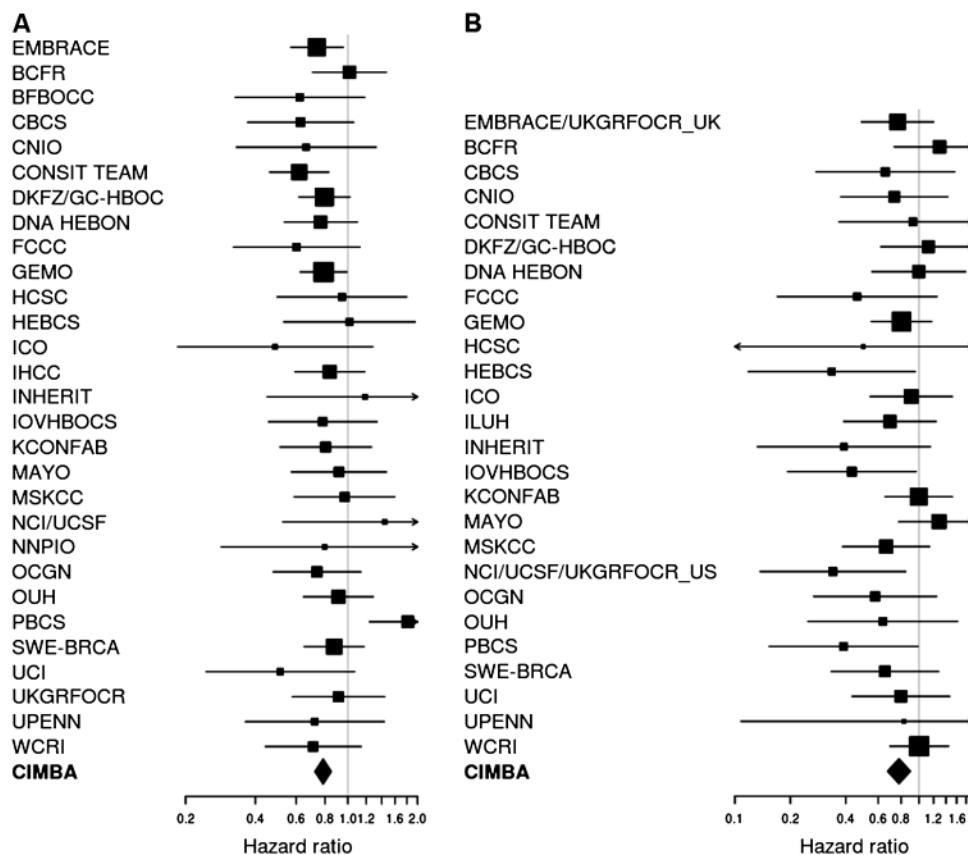 A
EMBRACE
BCFR
BFBOCC
CBCS
CNIO
CONSIT TEAM
DKFZ/GC-HBOC
DNA HEBON
FCCC
GEMO
HCSC
HEBCS
ICO
IHCC
INHERIT
IOVHBOCS
KCONFAB
MAYO
MSKCC
NCI/UCSF
NNPIO
OCGN
OUH
PBCS
SWE-BRCA
UCI
UKGRFOCR
UPENN
WCRI
CIMBA
0.2 0.4 0.6 0.8 1.0 1.2 1.6 2.0
Hazard ratio
B
EMBRACE/UKGRFOCR_UK
BCFR
CBCS
CNIO
CONSIT TEAM
DKFZ/GC-HBOC
DNA HEBON
FCCC
GEMO
HCSC
HEBCS
ICO
ILUH
INHERIT
IOVHBOCS
KCONFAB
MAYO
MSKCC
NCI/UCSF/UKGRFOCR_US
OCGN
OUH
PBCS
SWE-BRCA
UCI
UPENN
WCRI
CIMBA
0.1 0.2 0.4 0.6 0.8 1.2 1.6
Hazard ratio